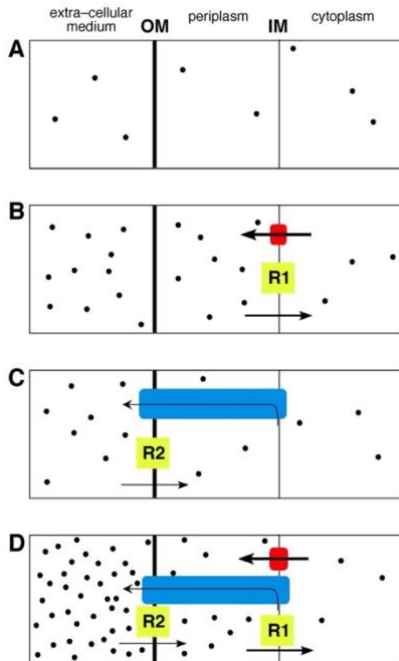 extra-cellular
medium
OM
periplasm
IM
cytoplasm
A
B
R1
C
R2
D
R2
R1